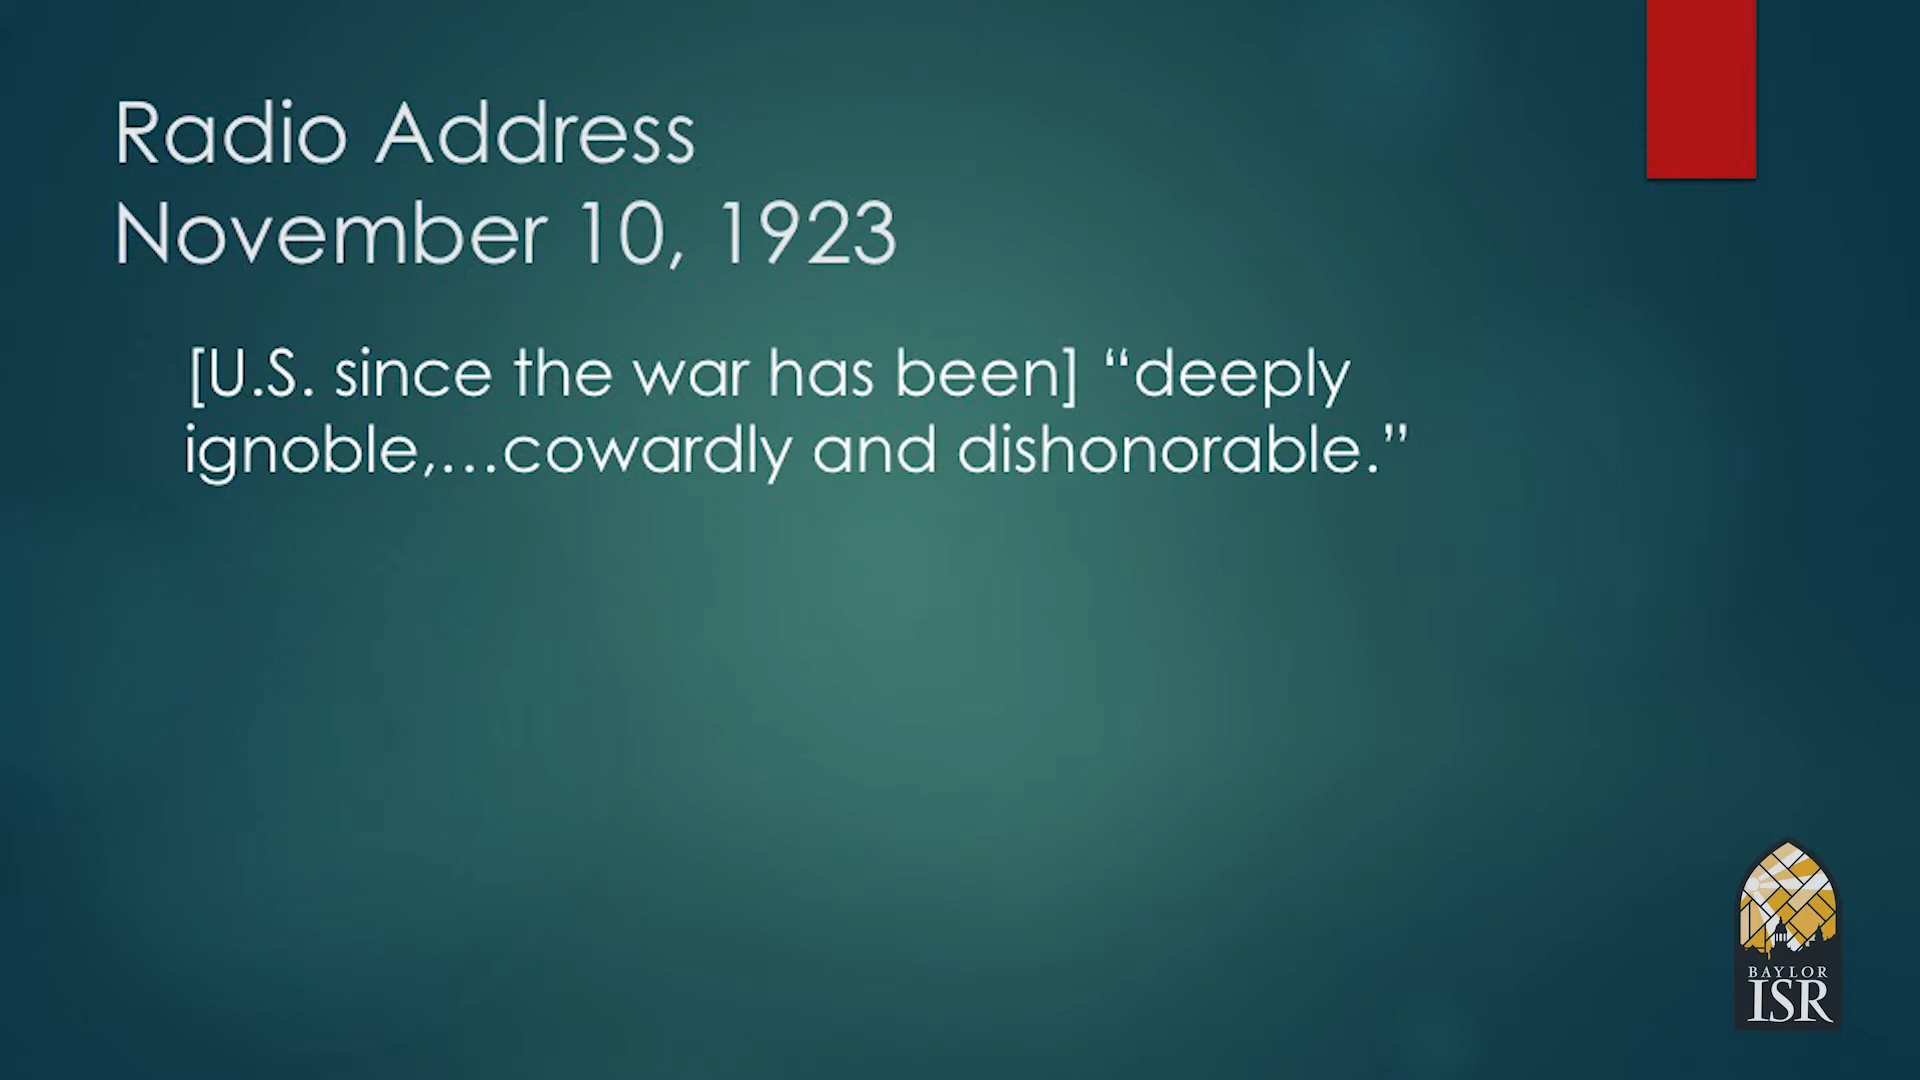 Radio Address
November 10, 1923
[U.S. since the war has been] “deeply
ignoble,…cowardly and dishonorable.”
BAYLOR
ISR